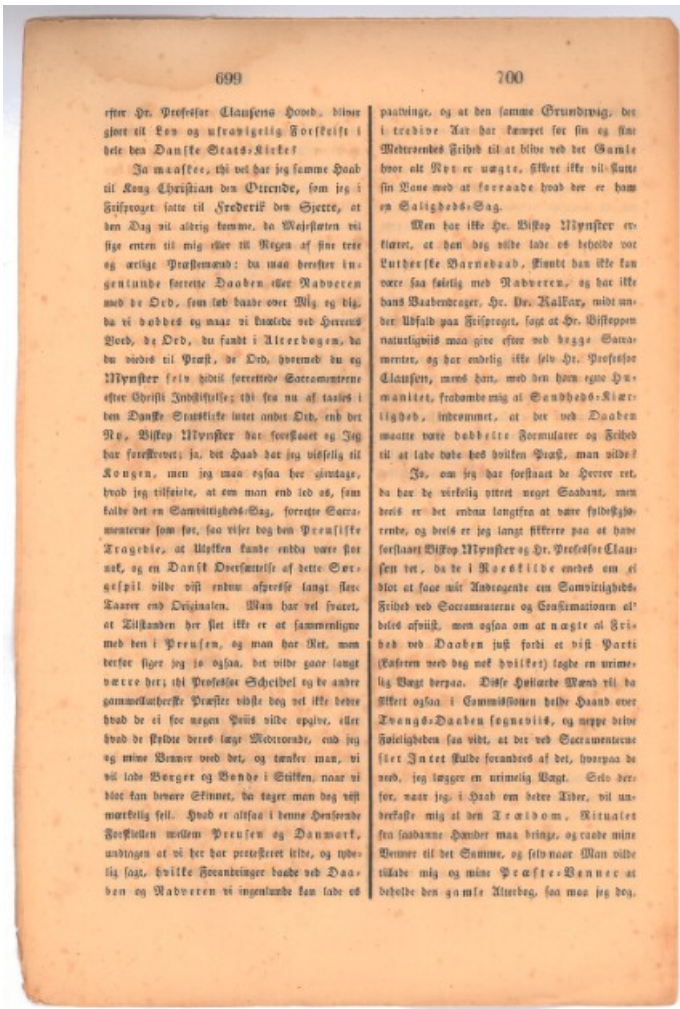 699
efter Hr. Professor Clausens Hoved, bliver
gjort til Lov og ufravigelig Forskrift i
hele den Danske Stats-Kirke?
Ja maaskee, thi vel har jeg samme Haab
til Kong Christian den Ottende, som jeg i
Frisproget satte til Frederik den Sjette, at
den Dag vil aldrig komme, da Majestæten vil
sige enten til mig eller til Nogen af sine troe
og ærlige Præstemænd: du maa herefter in-
genlunde forrette Daaben eller Nadveren
med de Ord, som lød baade over Mig og dig,
da vi døbdes og naar vi knælede ved Herrens
Bord, de Ord, du fandt i Alterbogen, da
du viedes til Præst, de Ord, hvormed du og
Mynster selv hidtil forrettede Sacramenterne
efter Christi Indstiftelse; thi fra nu af taales i
den Danske Statskirke intet andet Ord, end det
Ny, Biskop Mynster har foreslaaet og Jeg
har foreskrevet; ja, det Haab har jeg visselig til
Kongen, men jeg maa ogsaa her gientage,
hvad jeg tilføiete, at om man end lod os, som
kalde det en Samvittigheds-Sag, forrette Sacra-
menterne som før, saa viser dog den Preusiske
Tragedie, at Ulykken kunde endda være stor
nok, og en Dansk Oversættelse af dette Sør-
gespil vilde vist endnu afpresse langt flere
Taarer end Originalen. Man har vel svaret,
at Tilstanden her slet ikke er at sammenligne
med den i Preusen, og man har Ret, men
derfor siger jeg jo ogsaa, det vilde gaae langt
værre her; thi Professor Scheibel og de andre
gammellutherske Præster vidste dog vel ikke bedre
hvad de ei for nogen Priis vilde opgive, eller
hvad de skyldte deres læge Medtroende, end jeg
og mine Venner veed det, og tænker man, vi
vil lade Borger og Bonde i Stikken, naar vi
blot kan bevare Skinnet, da tager man dog vist
mærkelig feil. Hvad er altsaa i denne Henseende
Forskiellen mellem Preusen og Danmark,
undtagen at vi her har protesteret itide, og tyde-
lig sagt, hvilke Forandringer baade ved Daa-
ben og Nadveren vi ingenlunde kan lade os
700
paatvinge, og at den samme Grundtvig, der
i tredive Aar har kæmpet for sin og sine
Medtroendes Frihed til at blive ved det Gamle
hvor alt Nyt er uægte, sikkert ikke vil slutte
sin Bane med at forraade hvad der er ham
en Saligheds-Sag.
Men har ikke Hr. Biskop Mynster er-
klæret, at han dog vilde lade os beholde vor
Lutherske Barnedaab, skiøndt han ikke kan
være saa føielig med Nadveren, og har ikke
hans Vaabendrager, Hr. Dr. Kalkar, midt un-
der Udfald paa Frisproget, sagt at Hr. Biskoppen
naturligviis maa give efter ved begge Sacra-
menter, og har endelig ikke selv Hr. Professor
Clausen, mens han, med den ham egne Hu-
manitet, fradømde mig al Sandheds-Kiær-
lighed, indrømmet, at der ved Daaben
maatte være dobbelte Formularer og Frihed
til at lade døbe hos hvilken Præst, man vilde?
Jo, om jeg har forstaaet de Herrer ret,
da har de virkelig yttret noget Saadant, men
deels er det endnu langtfra at være fyldestgjø-
rende, og deels er jeg langt sikkrere paa at have
forstaaet Biskop Mynster og Hr. Professor Clau-
sen ret, da de i Roeskilde enedes om ei
blot at faae mit Andragende om Samvittigheds-
Frihed ved Sacramenterne og Confirmationen al-
deles afviist, men ogsaa om at nægte al Fri-
hed ved Daaben just fordi et vist Parti
(Læseren veed dog nok hvilket) lagde en urime-
lig Vægt derpaa. Disse Høilærde Mænd vil da
sikkert ogsaa i Commissionen holde Haand over
Tvangs-Daaben sogneviis, og neppe drive
Føieligheden saa vidt, at der ved Sacramenterne
slet Intet skulde forandres af det, hvorpaa de
veed, jeg lægger en urimelig Vægt. Selv der-
for, naar jeg, i Haab om bedre Tider, vil un-
derkaste mig al den Trældom, Ritualet
fra saadanne Hænder maa bringe, og raade mine
Venner til det Samme, og selv naar Man vilde
tillade mig og mine Præste-Venner at
beholde den gamle Alterbog, saa maa jeg dog,